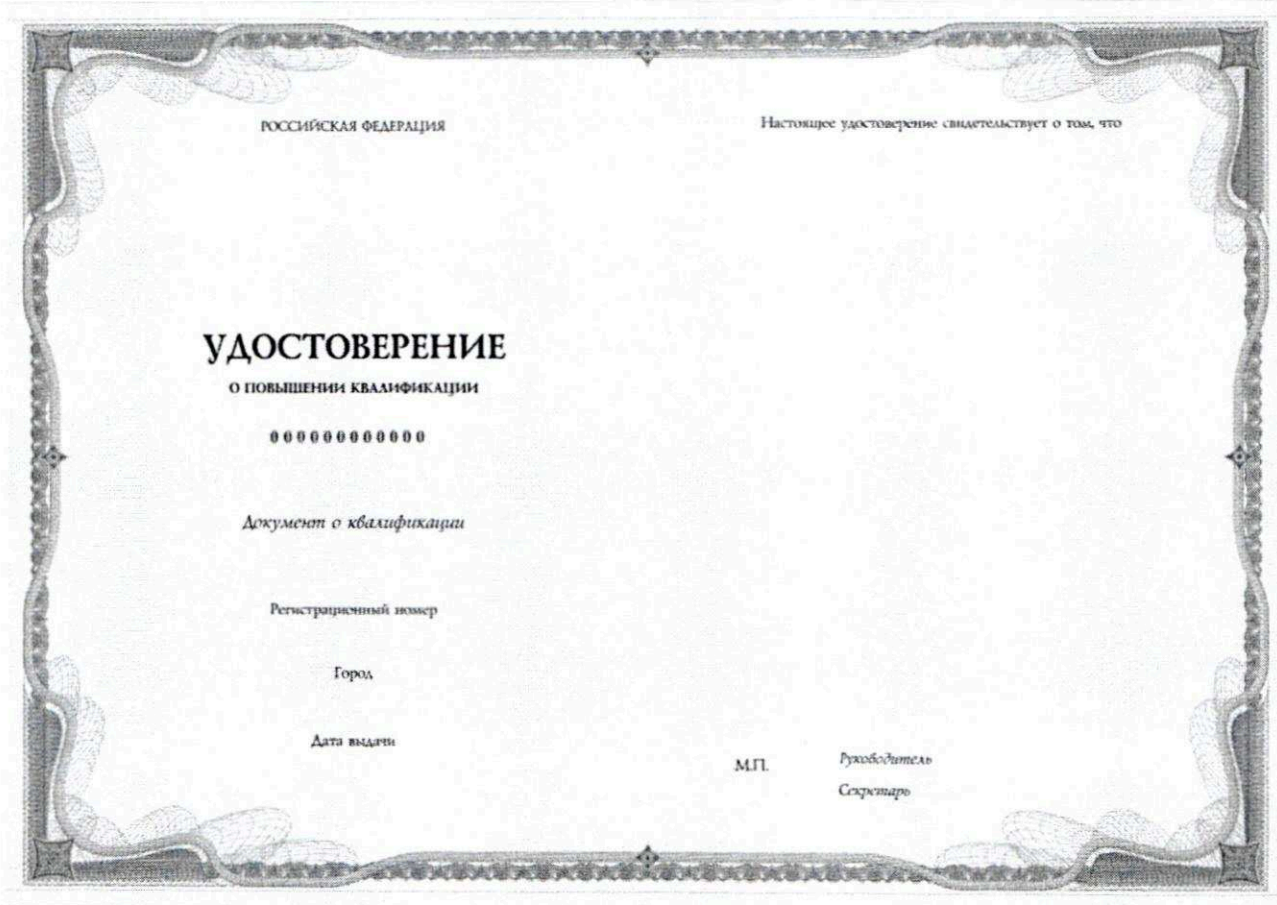 РОССИЙСКАЯ ФЕДЕРАЦИЯ
УДОСТОВЕРЕНИЕ
О ПОВЫШЕНИИ КВАЛИФИКАЦИИ
000000000000
Документ о квалификации
Регистрационный номер
Город
Дата выдачи
Настоящее удостоверение свидетельствует о том, что
М.П.
Руководитель
Секретарь